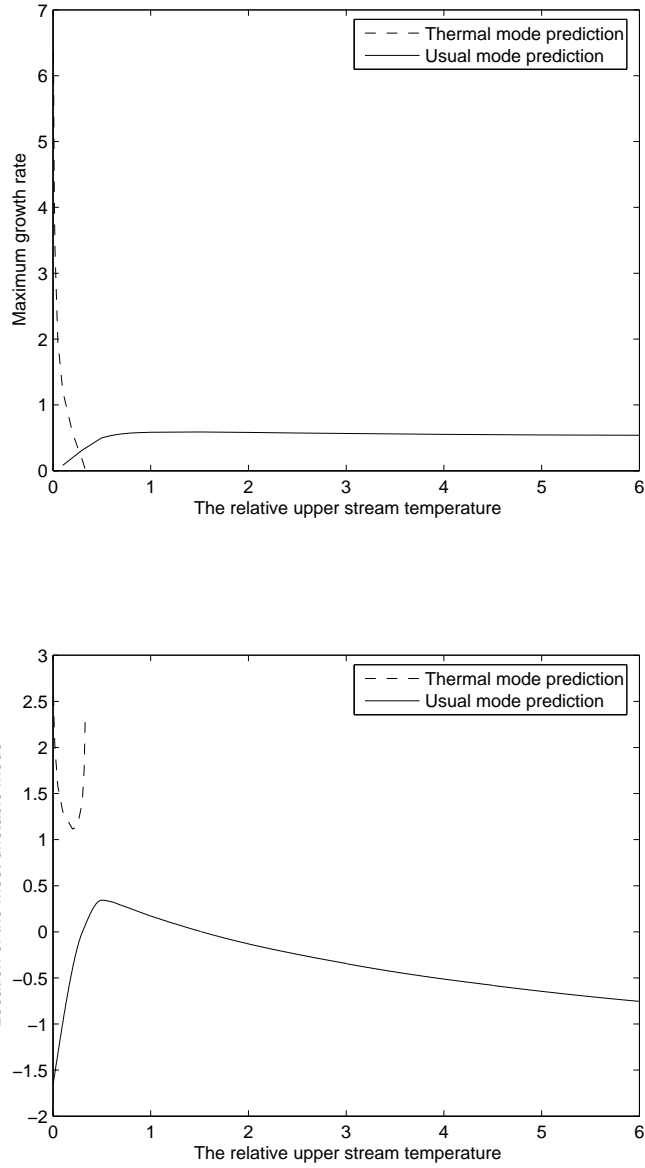 7
Thermal mode prediction
Usual mode prediction
6
5
4
3
2
1
0
Maximum growth rate
0 1 2 3 4 5 6
The relative upper stream temperature
3
Thermal mode prediction
Usual mode prediction
2.5
2
1.5
1
0.5
0
−0.5
−1
−1.5
−2
0 1 2 3 4 5 6
The relative upper stream temperature